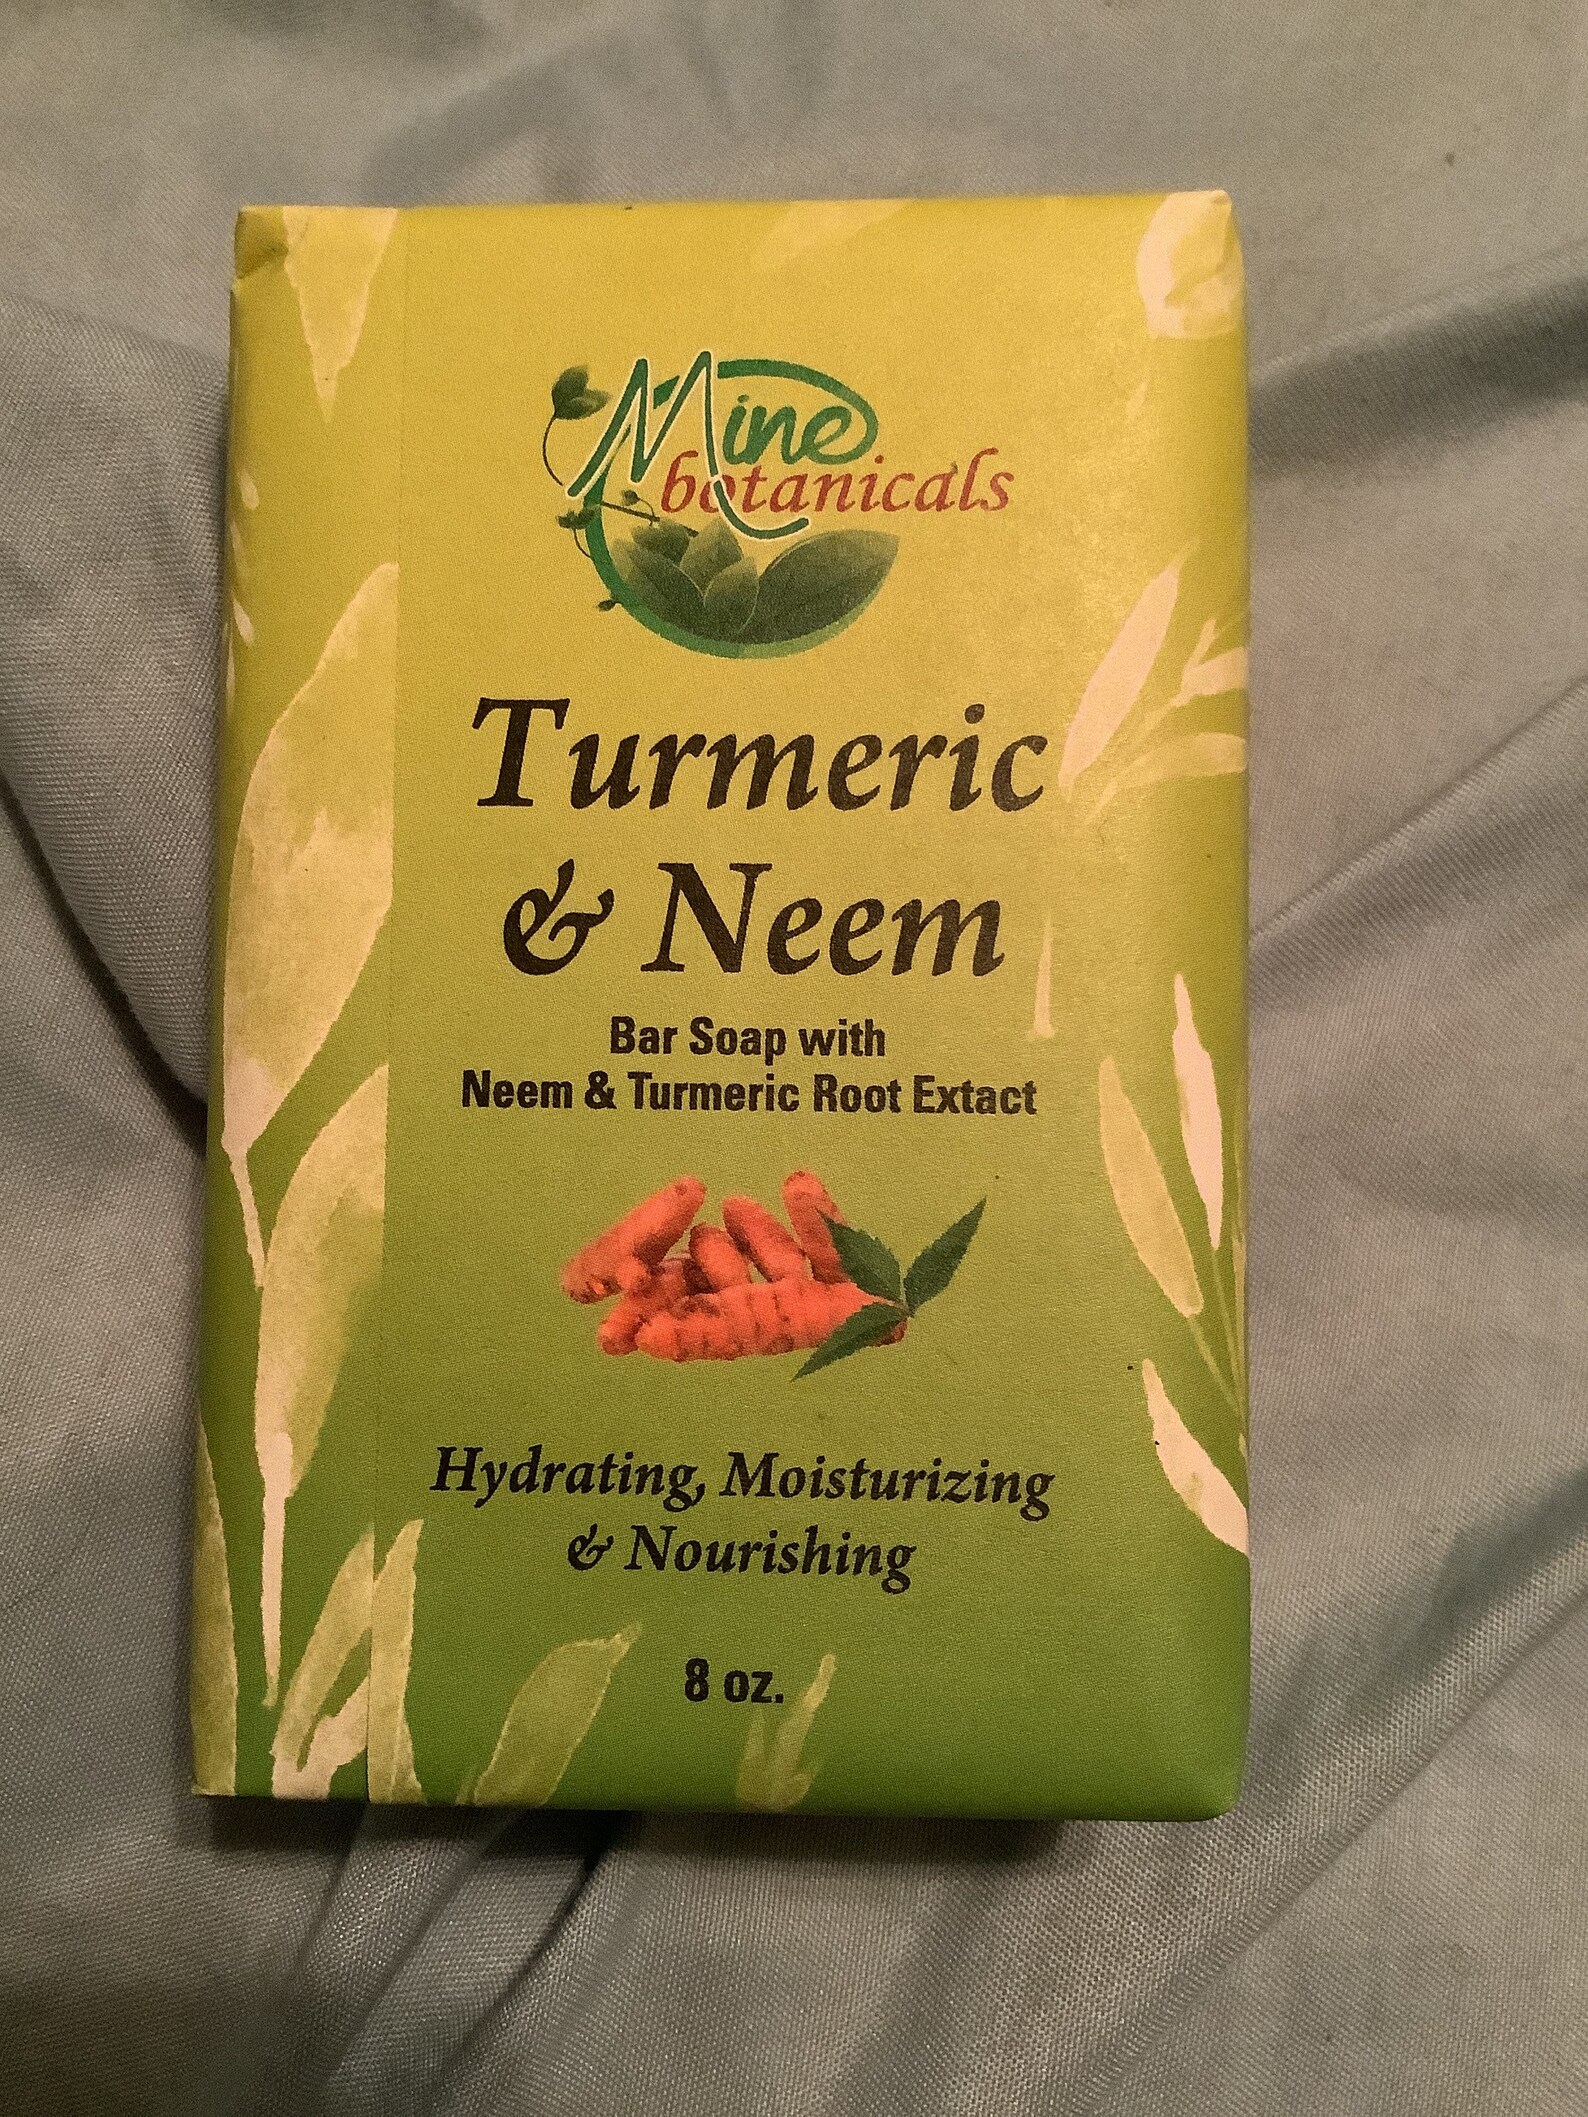 Mine
botanicals
Turmeric
& Neem
Bar Soap with
Neem & Turmeric Root Extact
Hydrating, Moisturizing
& Nourishing
8 oz.